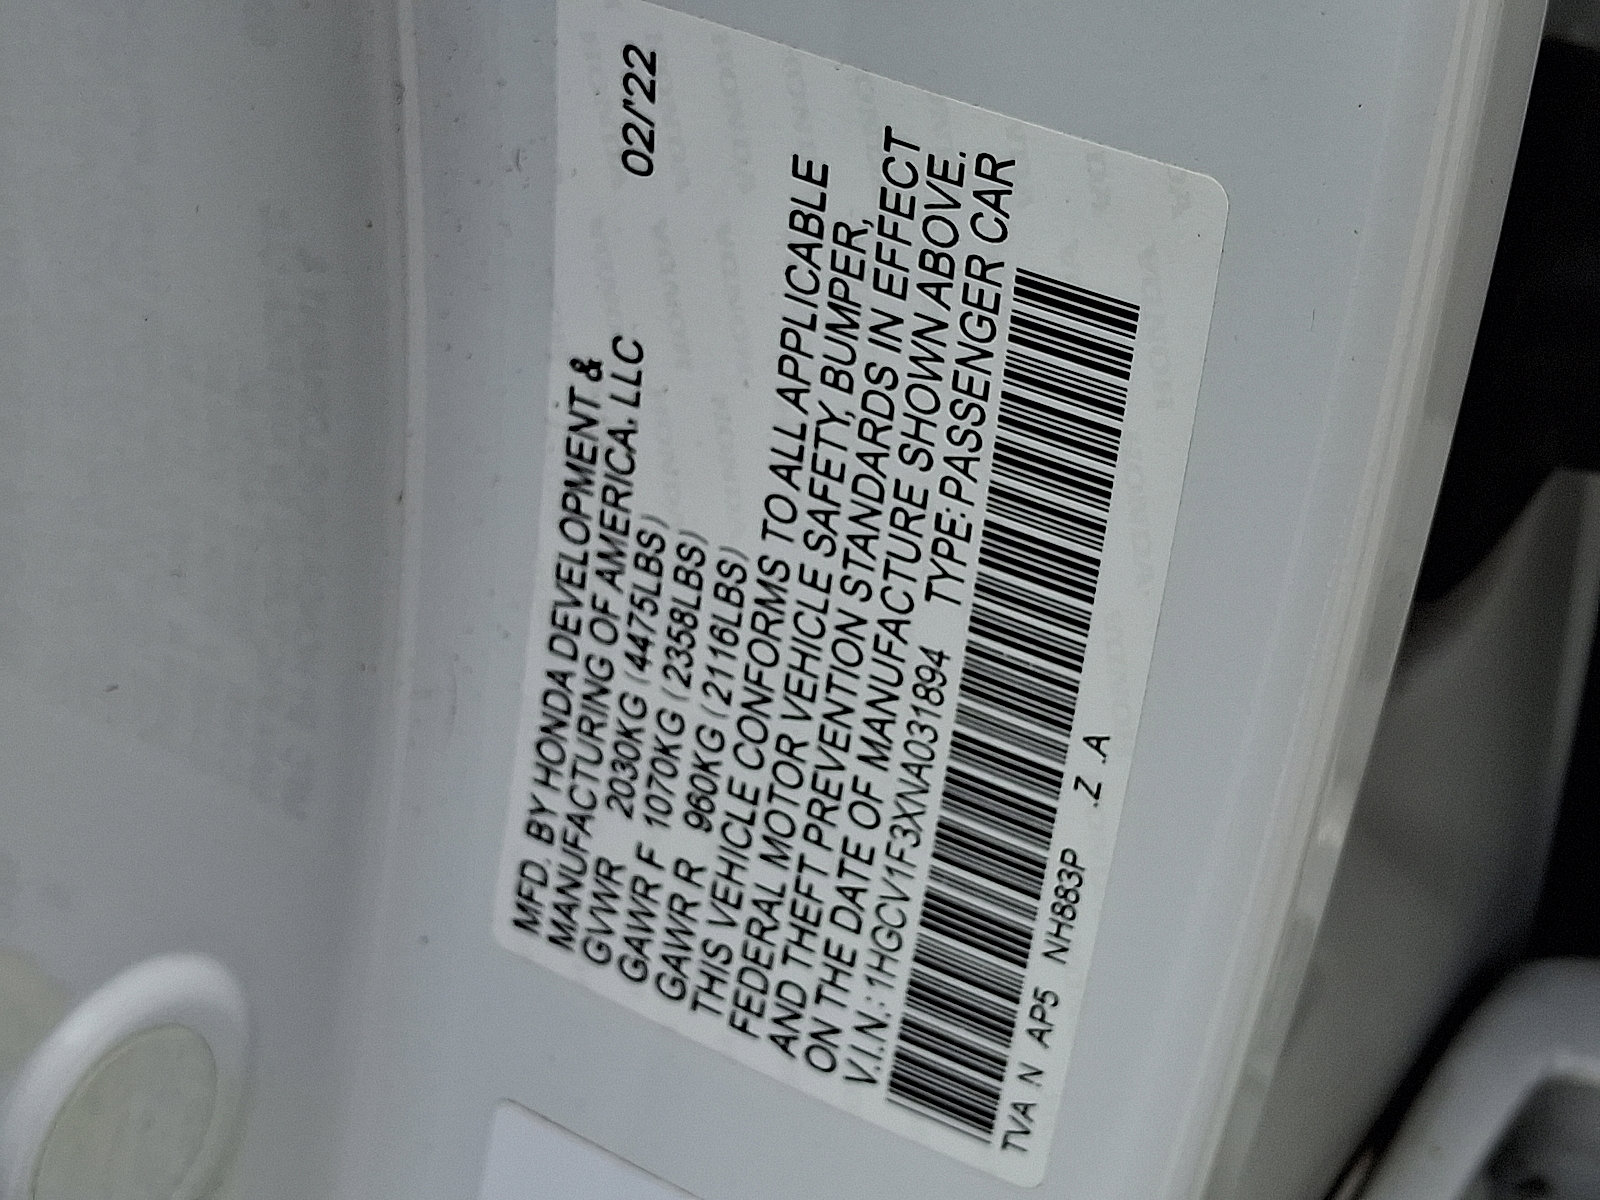 MFD. BY HONDA DEVELOPMENT & 02/'22
MANUFACTURING OF AMERICA. LLC
GVWR 2030KG (4475LBS)
GAWR F 1070KG (2358LBS)
GAWR R 960KG (2116LBS)
THIS VEHICLE CONFORMS TO ALL APPLICABLE
FEDERAL MOTOR VEHICLE SAFETY, BUMPER,
AND THEFT PREVENTION STANDARDS IN EFFECT
ON THE DATE OF MANUFACTURE SHOWN ABOVE.
V.I.N.: 1HGCV1F3XNA031894 TYPE: PASSENGER CAR
TVA N AP5 NH883P .Z .A